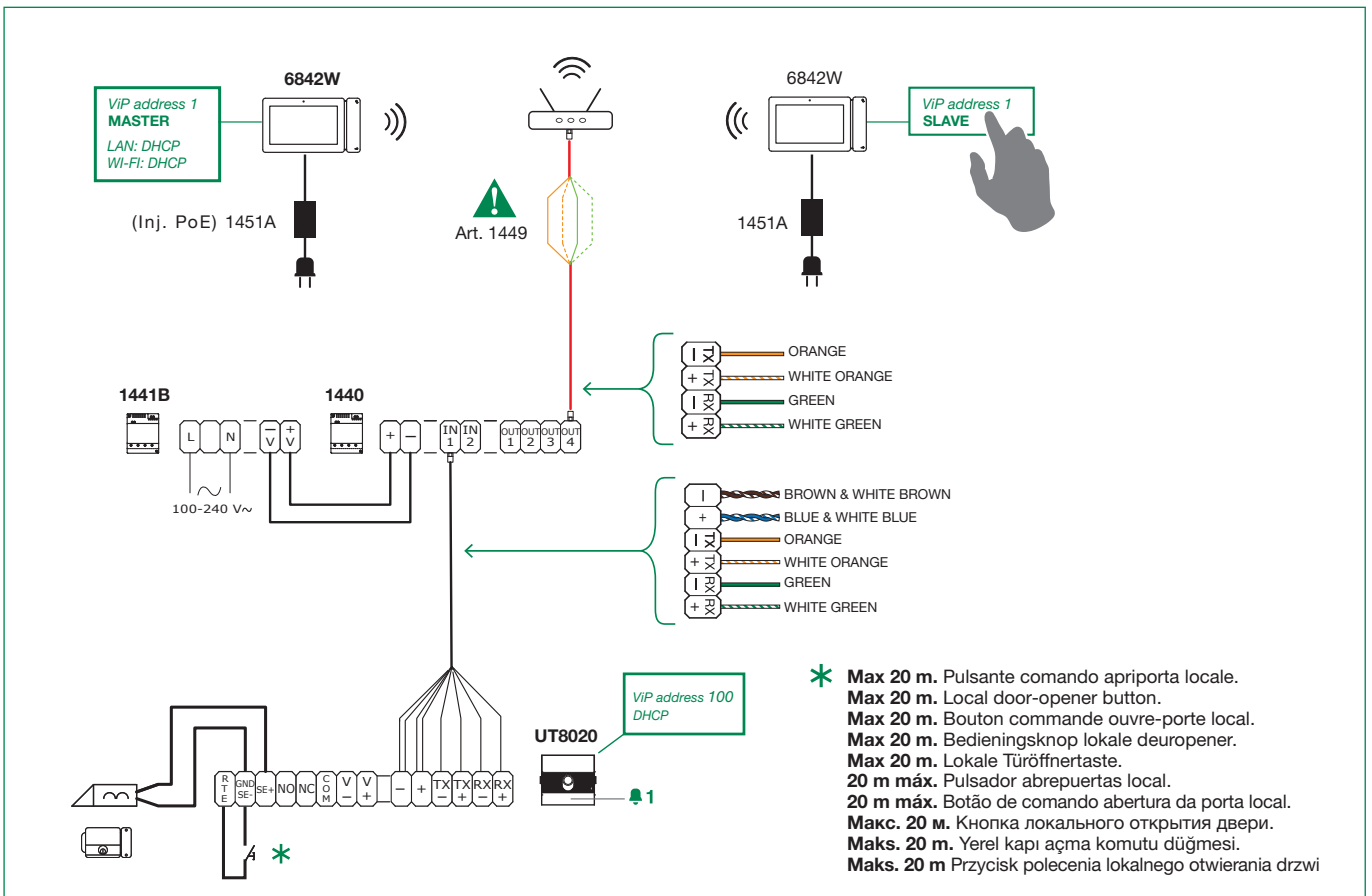 6842W
ViP address 1
MASTER
LAN: DHCP
WI-FI: DHCP
(Inj. PoE) 1451A
Art. 1449
6842W
ViP address 1
SLAVE
1451A
TX − ORANGE
TX + WHITE ORANGE
RX − GREEN
RX + WHITE GREEN
1441B
1440
L N − V + V + − IN 1 IN 2 OUT 1 OUT 2 OUT 3 OUT 4
100-240 V~
− BROWN & WHITE BROWN
+ BLUE & WHITE BLUE
TX − ORANGE
TX + WHITE ORANGE
RX − GREEN
RX + WHITE GREEN
ViP address 100
DHCP
UT8020
1
RTE GND SE- SE+ NO NC COM V − V + − + TX − TX + RX − RX +
* Max 20 m. Pulsante comando apriporta locale.
Max 20 m. Local door-opener button.
Max 20 m. Bouton commande ouvre-porte local.
Max 20 m. Bedieningsknop lokale deuropener.
Max 20 m. Lokale Türöffnertaste.
20 m máx. Pulsador abrepuertas local.
20 m máx. Botão de comando abertura da porta local.
Макс. 20 м. Кнопка локального открытия двери.
Maks. 20 m. Yerel kapı açma komutu düğmesi.
Maks. 20 m Przycisk polecenia lokalnego otwierania drzwi
*